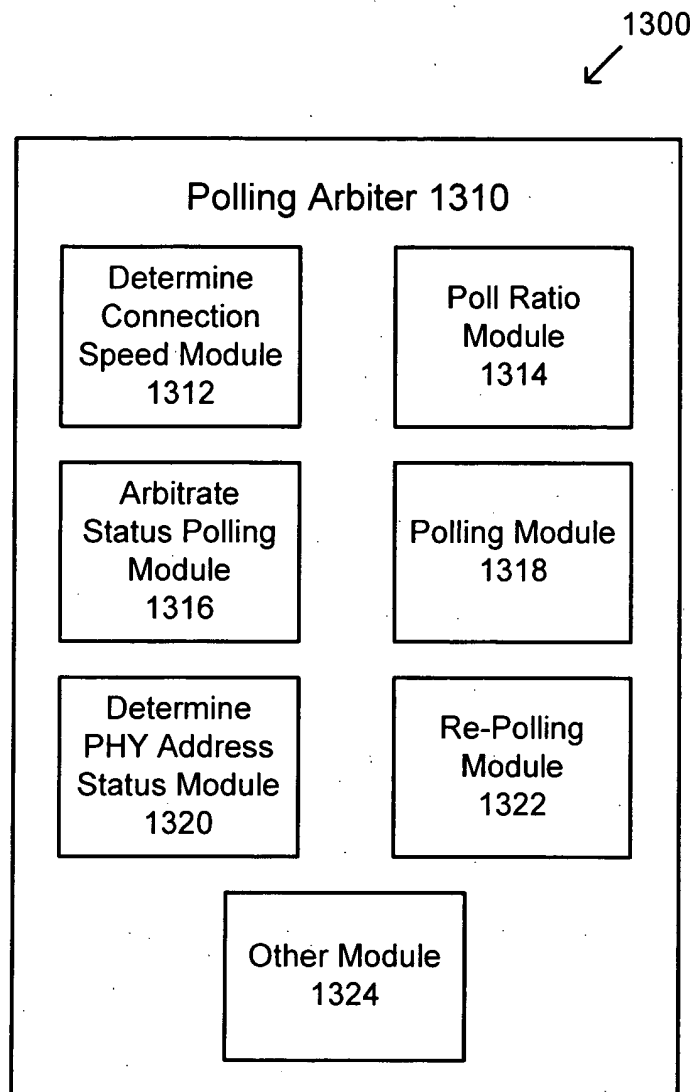 1300
Polling Arbiter 1310
Determine
Connection
Speed Module
1312
Poll Ratio
Module
1314
Arbitrate
Status Polling
Module
1316
Polling Module
1318
Determine
PHY Address
Status Module
1320
Re-Polling
Module
1322
Other Module
1324